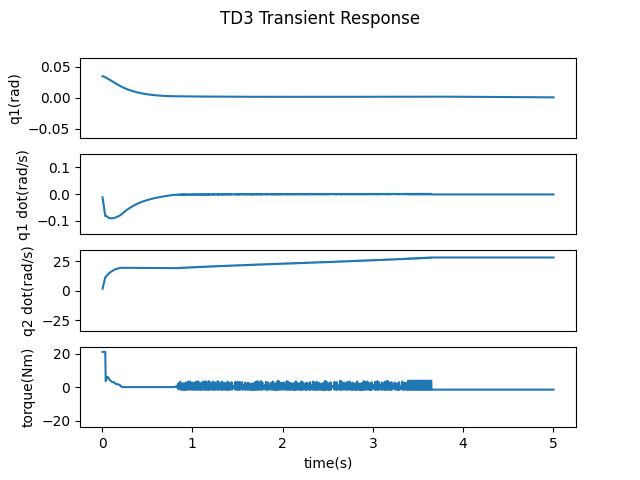 TD3 Transient Response
q1(rad)
0.05
0.00
−0.05
q1 dot(rad/s)
0.1
0.0
−0.1
q2 dot(rad/s)
25
0
−25
torque(Nm)
20
0
−20
0 1 2 3 4 5
time(s)